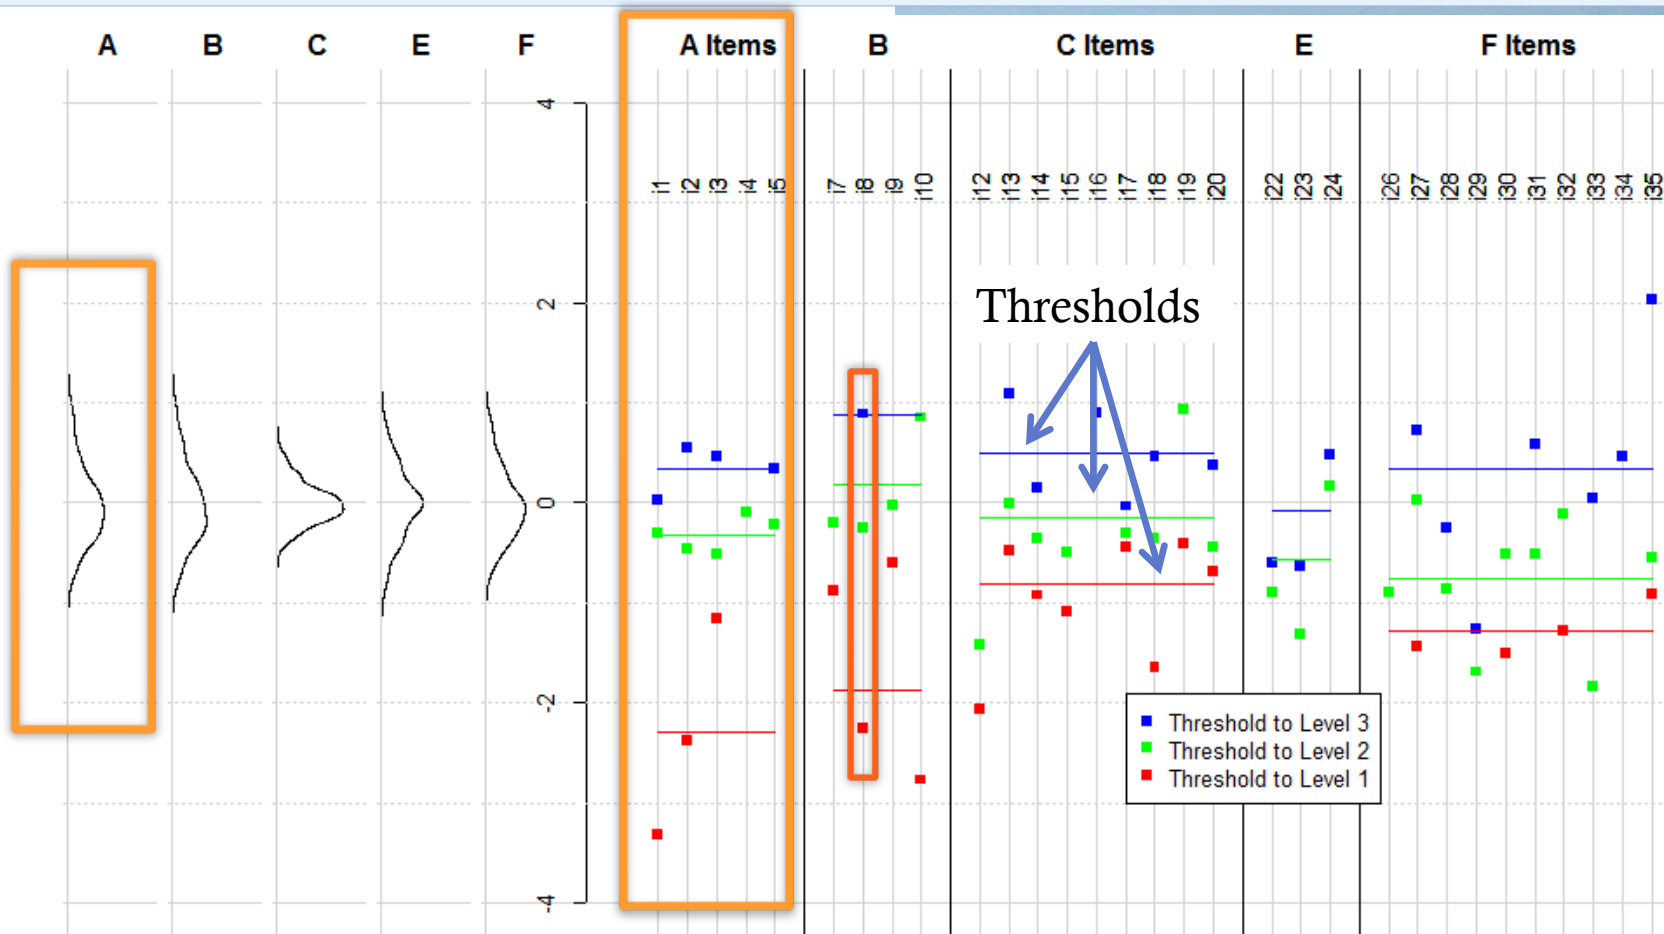 A B C E F A Items B C Items E F Items
4
i1 i2 i3 i4 i5 i7 i8 i9 i10 i12 i13 i14 i15 i16 i17 i18 i19 i20 i22 i23 i24 i26 i27 i28 i29 i30 i31 i32 i33 i34 i35
2
Thresholds
0
-2
Threshold to Level 3
Threshold to Level 2
Threshold to Level 1
-4